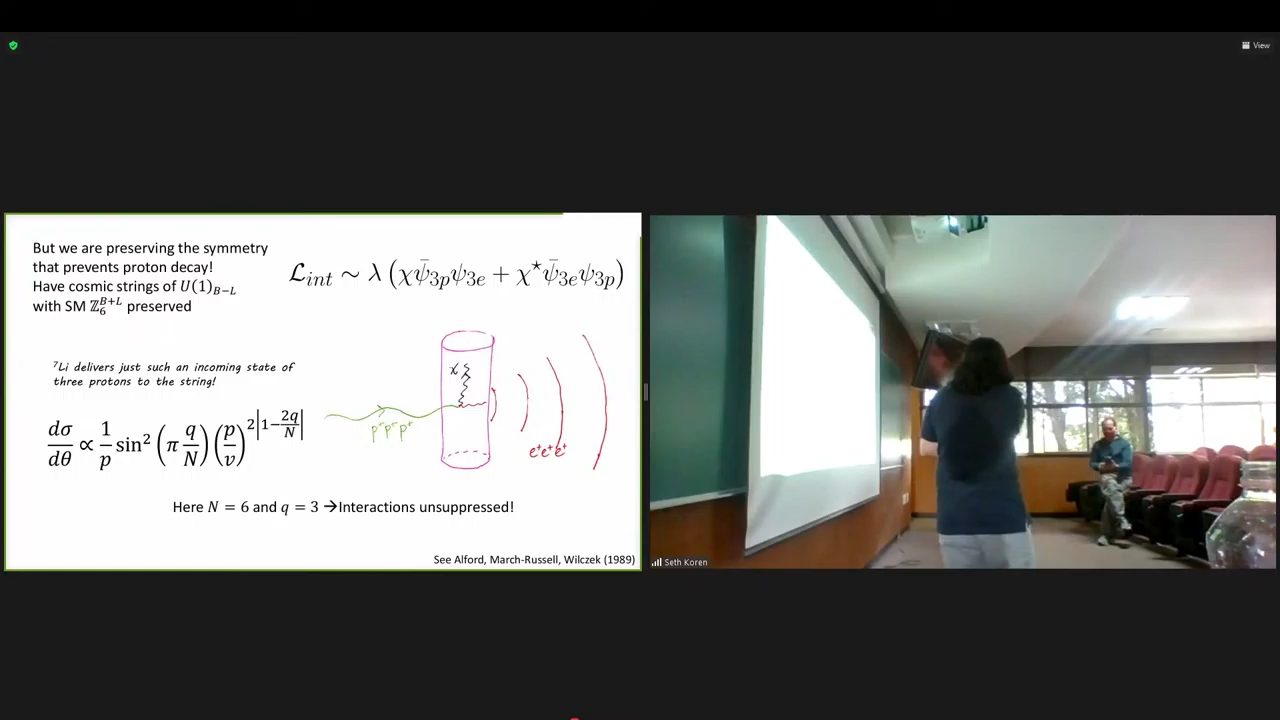 View
But we are preserving the symmetry
that prevents proton decay!
Have cosmic strings of U(1)_{B−L}
with SM ℤ_6^{B+L} preserved
ℒ_{int} ∼ λ (χψ̄_{3p}ψ_{3e} + χ^⋆ψ̄_{3e}ψ_{3p})
⁷Li delivers just such an incoming state of
three protons to the string!
χ
p⁺p⁺p⁺
e⁺e⁺e⁺
dσ/dθ ∝ 1/p sin² (π q/N) (p/v)^{2|1−2q/N|}
Here N = 6 and q = 3 →Interactions unsuppressed!
See Alford, March-Russell, Wilczek (1989)
Seth Koren